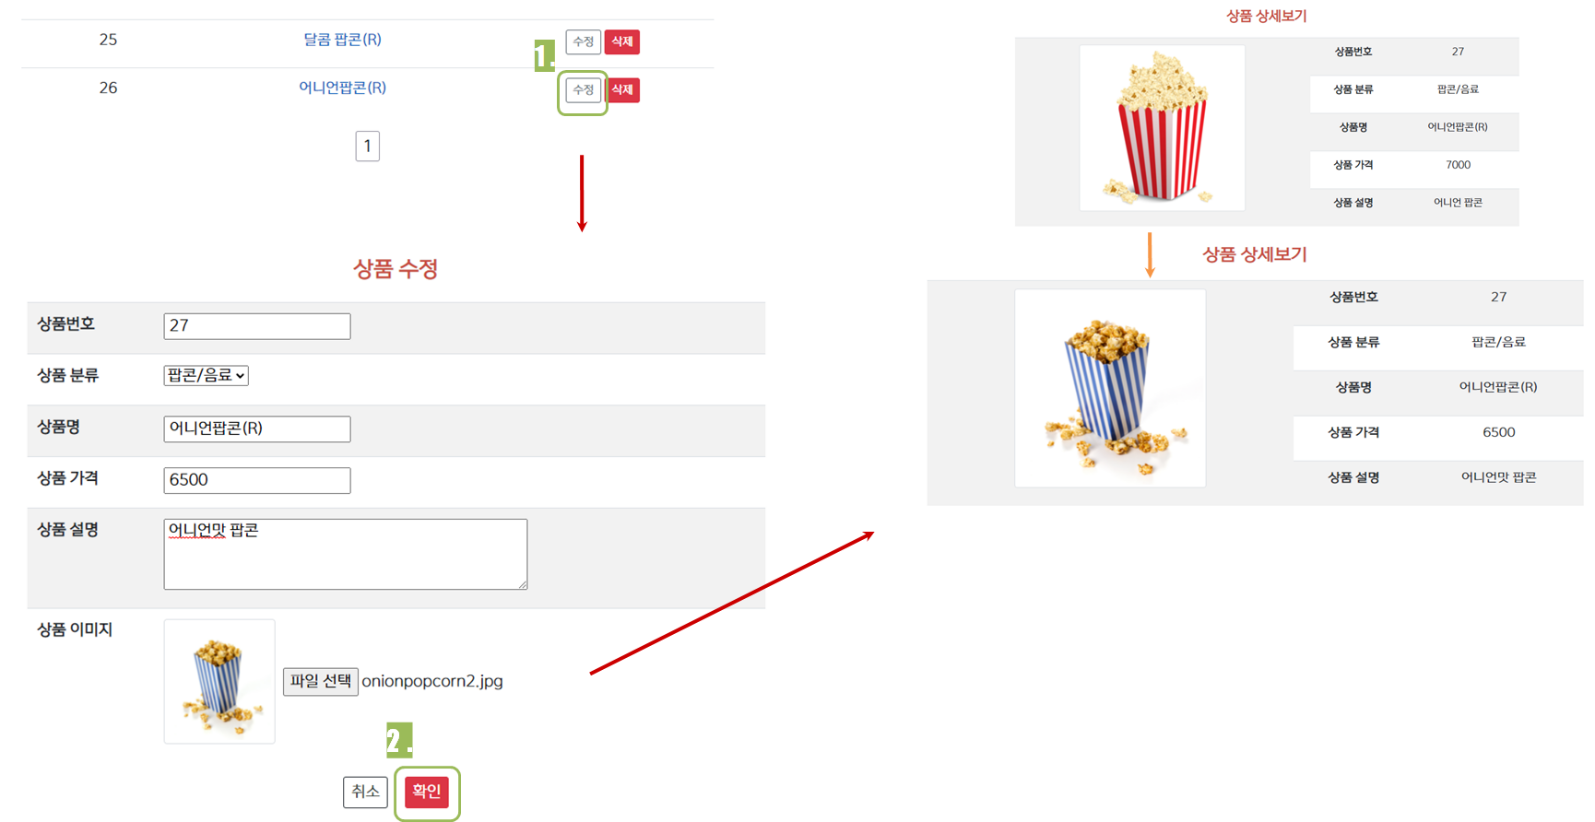 25 달콤 팝콘(R) 수정 삭제
1.
26 어니언팝콘(R) 수정 삭제
1
상품 수정
상품번호 27
상품 분류 팝콘/음료
상품명 어니언팝콘(R)
상품 가격 6500
상품 설명 어니언맛 팝콘
상품 이미지
파일 선택 onionpopcorn2.jpg
2.
취소 확인
상품 상세보기
상품번호 27
상품 분류 팝콘/음료
상품명 어니언팝콘(R)
상품 가격 7000
상품 설명 어니언 팝콘
상품 상세보기
상품번호 27
상품 분류 팝콘/음료
상품명 어니언팝콘(R)
상품 가격 6500
상품 설명 어니언맛 팝콘